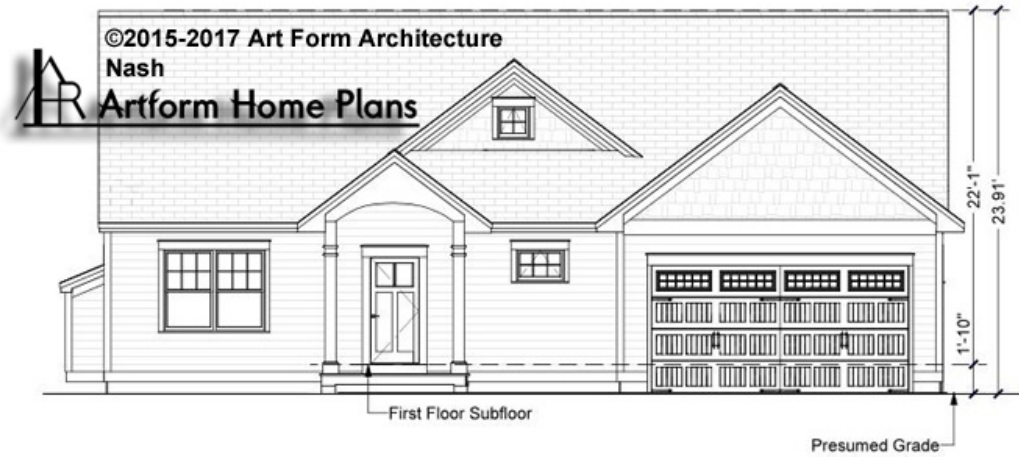 ©2015-2017 Art Form Architecture
Nash
AR Artform Home Plans
22'-1"
23.91'
1'-10"
First Floor Subfloor
Presumed Grade